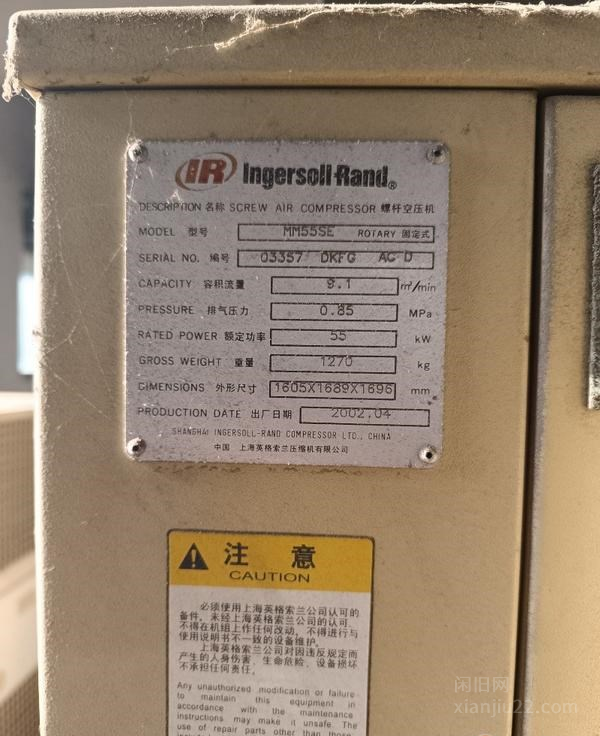 IR Ingersoll-Rand®
DESCRIPTION 名称 SCREW AIR COMPRESSOR 螺杆空压机
MODEL 型号 MM55SE ROTARY 固定式
SERIAL NO. 编号 03357 DKFG AC D
CAPACITY 容积流量 9.1 m³/min
PRESSURE 排气压力 0.85 MPa
RATED POWER 额定功率 55 kW
GROSS WEIGHT 重量 1270 kg
DIMENSIONS 外形尺寸 1605X1689X1696 mm
PRODUCTION DATE 出厂日期 2002.04
SHANGHAI INGERSOLL-RAND COMPRESSOR LTD., CHINA
中国 上海英格索兰压缩机有限公司
注 意
CAUTION
必须使用上海英格索兰公司认可的
备件。未经上海英格索兰公司的认可,
不得在机组上作任何改动,不得进行与
使用说明书不一致的设备维护。
上海英格索兰公司对因违反规定而
产生的人身伤害、生命危险、设备损坏
不承担任何责任。
Any unauthorized modification or failure
to maintain this equipment in
accordance with the maintenance
instructions may make it unsafe. The
use of repair parts other than those
闲旧网
xianjiu22.com